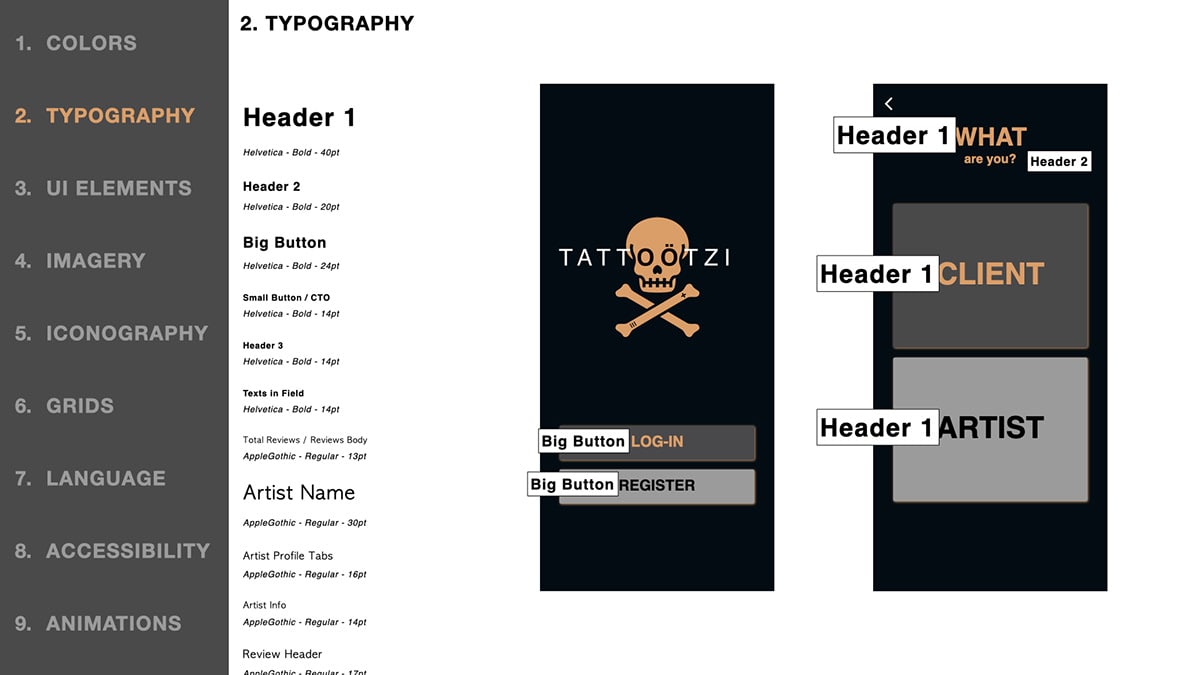 1. COLORS
2. TYPOGRAPHY
3. UI ELEMENTS
4. IMAGERY
5. ICONOGRAPHY
6. GRIDS
7. LANGUAGE
8. ACCESSIBILITY
9. ANIMATIONS
2. TYPOGRAPHY
Header 1
Helvetica - Bold - 40pt
Header 2
Helvetica - Bold - 20pt
Big Button
Helvetica - Bold - 24pt
Small Button / CTO
Helvetica - Bold - 14pt
Header 3
Helvetica - Bold - 14pt
Texts in Field
Helvetica - Bold - 14pt
Total Reviews / Reviews Body
AppleGothic - Regular - 13pt
Artist Name
AppleGothic - Regular - 30pt
Artist Profile Tabs
AppleGothic - Regular - 16pt
Artist Info
AppleGothic - Regular - 14pt
Review Header
AppleGothic - Regular - 17pt
TATTOÖTZI
Big Button LOG-IN
Big Button REGISTER
Header 1 WHAT
are you? Header 2
Header 1 CLIENT
Header 1 ARTIST